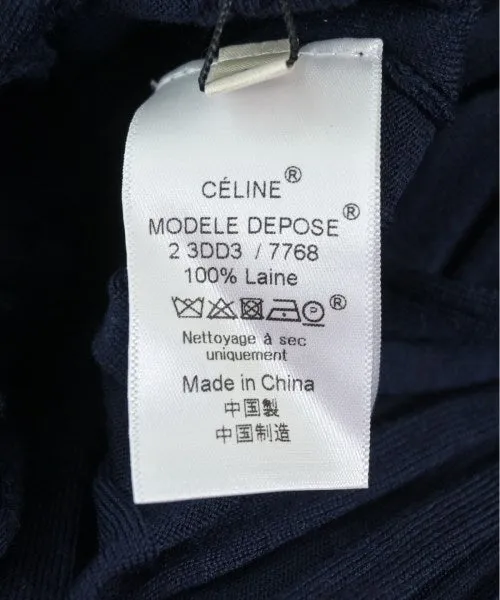 CÉLINE®
MODELE DEPOSE®
2 3DD3 / 7768
100% Laine
P ®
Nettoyage à sec
uniquement
Made in China
中国製
中国制造